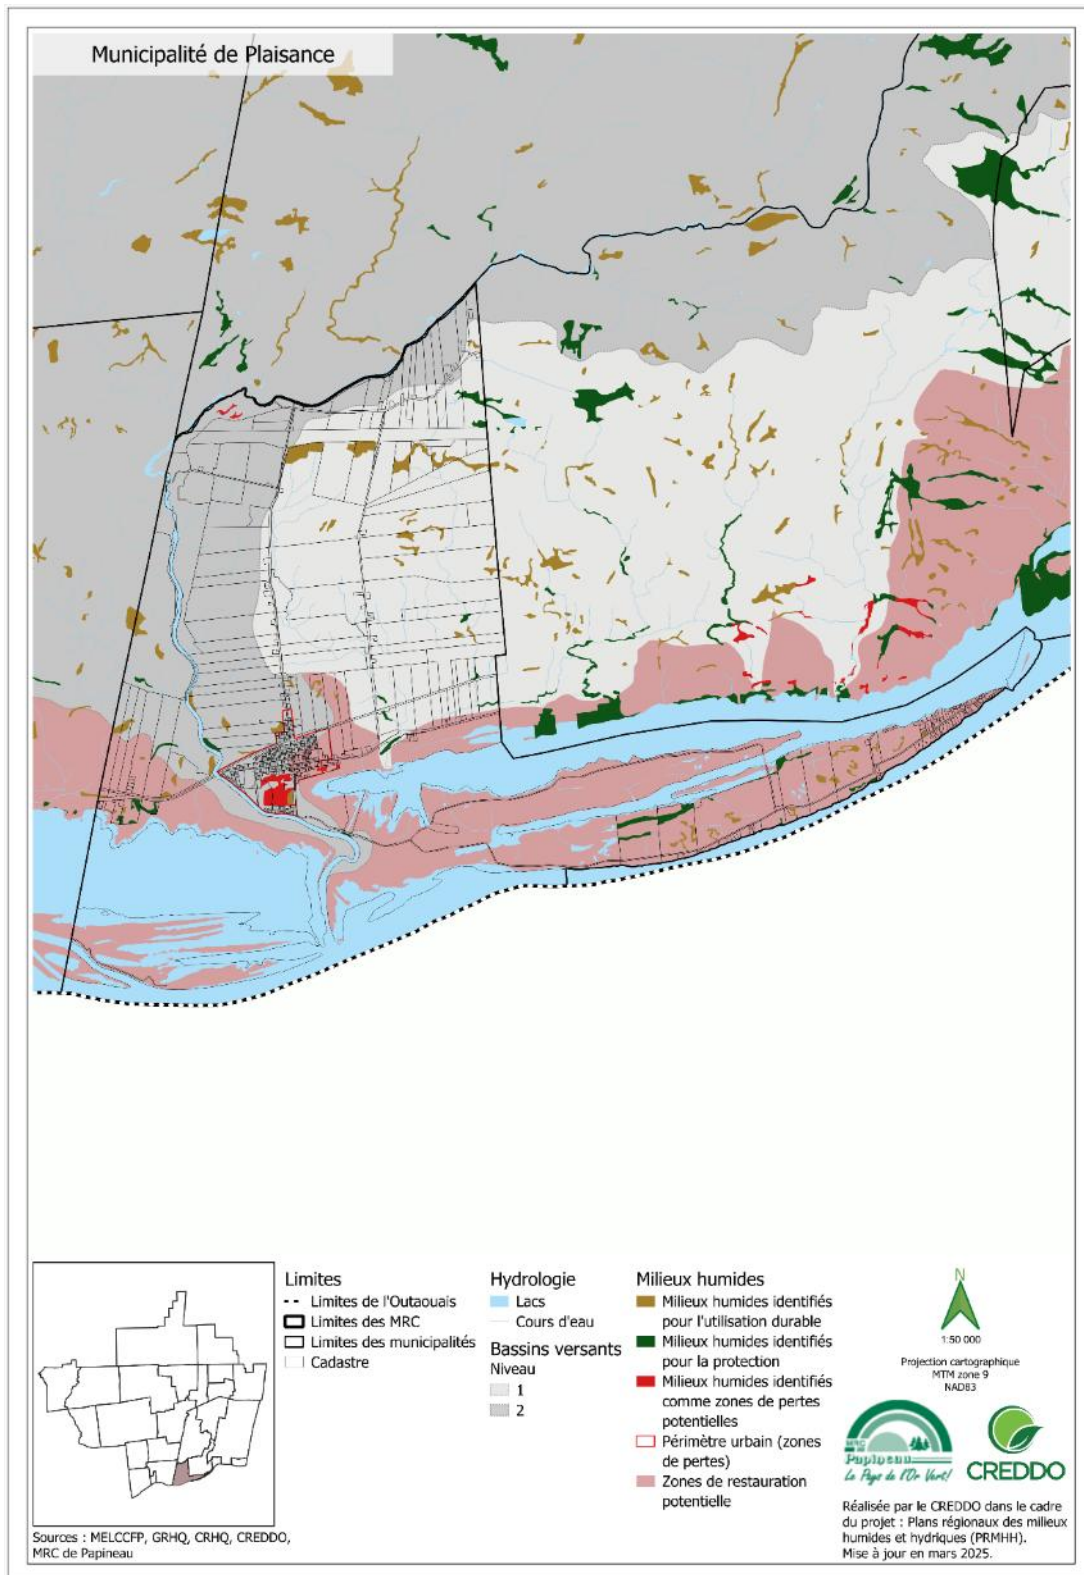 Municipalité de Plaisance
Limites
Limites de l'Outaouais
Limites des MRC
Limites des municipalités
Cadastre
Hydrologie
Lacs
Cours d'eau
Bassins versants
Niveau
1
2
Milieux humides
Milieux humides identifiés
pour l'utilisation durable
Milieux humides identifiés
pour la protection
Milieux humides identifiés
comme zones de pertes
potentielles
Périmètre urbain (zones
de pertes)
Zones de restauration
potentielle
N
1:50 000
Projection cartographique
MTM zone 9
NAD83
MRC
Papineau
Le Pays de l'Or Vert!
CREDDO
Réalisée par le CREDDO dans le cadre
du projet : Plans régionaux des milieux
humides et hydriques (PRMHH).
Mise à jour en mars 2025.
Sources : MELCCFP, GRHQ, CRHQ, CREDDO,
MRC de Papineau